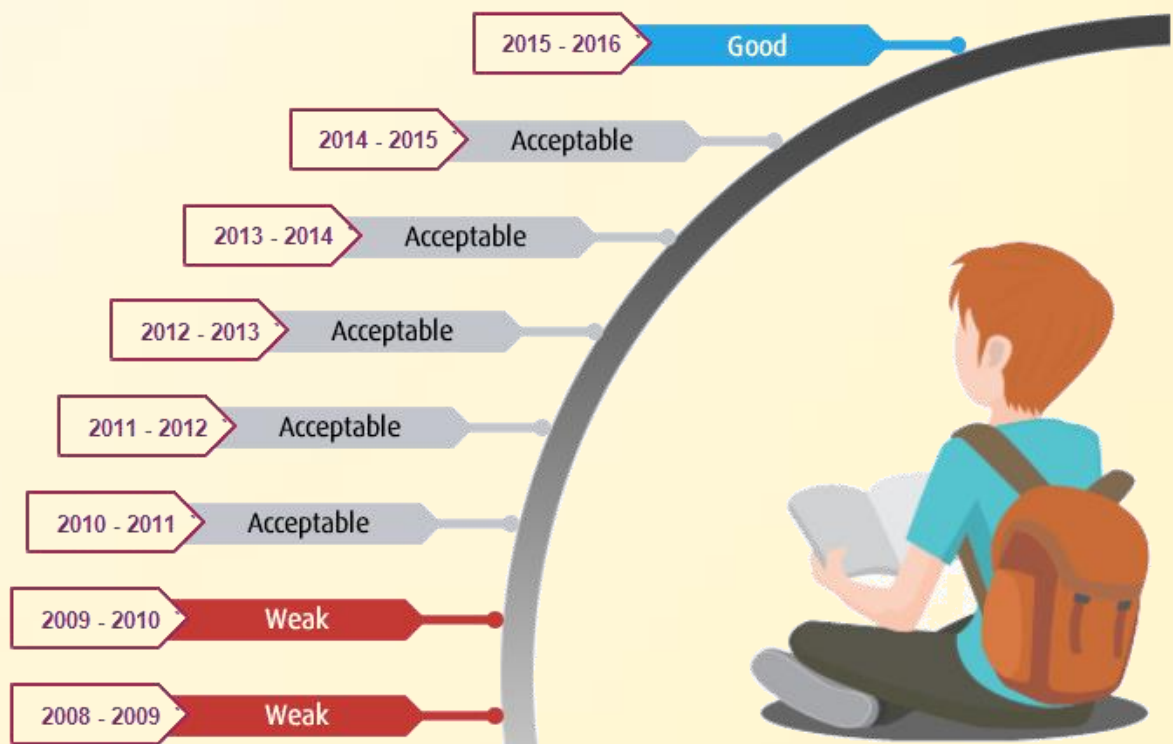 2015 - 2016 Good
2014 - 2015 Acceptable
2013 - 2014 Acceptable
2012 - 2013 Acceptable
2011 - 2012 Acceptable
2010 - 2011 Acceptable
2009 - 2010 Weak
2008 - 2009 Weak